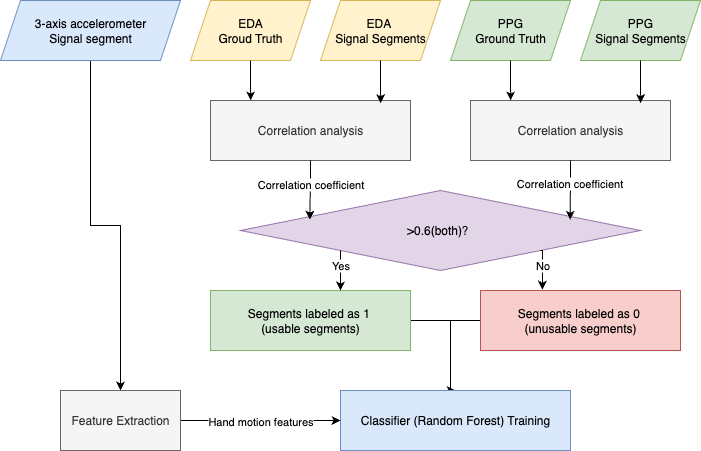 3-axis accelerometer
Signal segment
EDA
Groud Truth
EDA
Signal Segments
PPG
Ground Truth
PPG
Signal Segments
Correlation analysis
Correlation analysis
Correlation coefficient
Correlation coefficient
>0.6(both)?
Yes
No
Segments labeled as 1
(usable segments)
Segments labeled as 0
(unusable segments)
Feature Extraction
Hand motion features
Classifier (Random Forest) Training